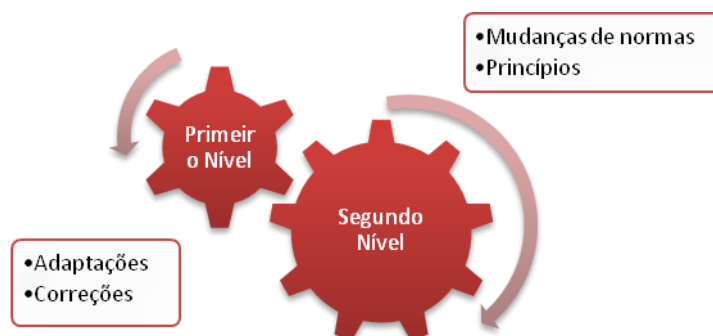 •Mudanças de normas
•Princípios
Primeir
o Nível
Segundo
Nível
•Adaptações
•Correções